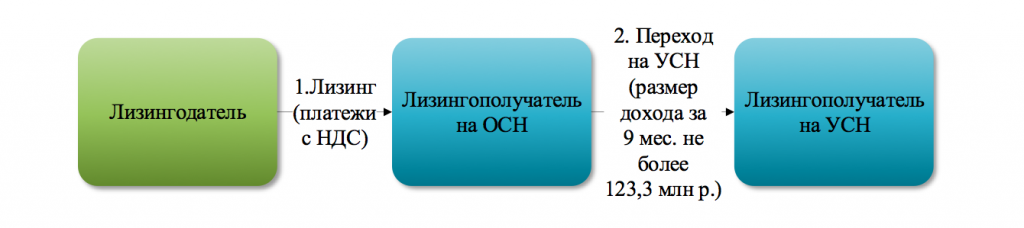 Лизингодатель
1.Лизинг
(платежи
с НДС)
Лизингополучатель
на ОСН
2. Переход
на УСН
(размер
дохода за
9 мес. не
более
123,3 млн р.)
Лизингополучатель
на УСН